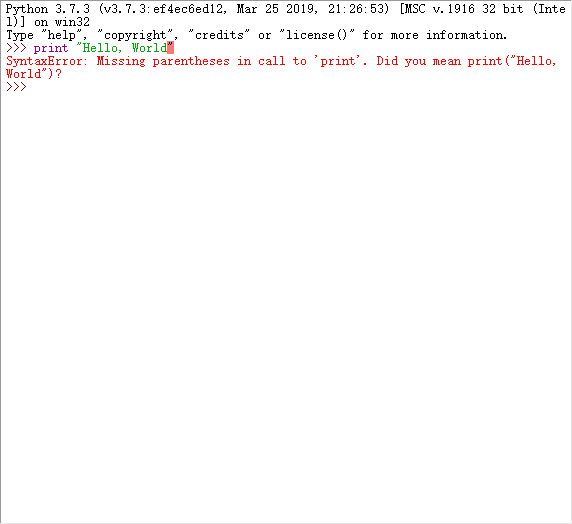 Python 3.7.3 (v3.7.3:ef4ec6ed12, Mar 25 2019, 21:26:53) [MSC v.1916 32 bit (Inte
l)] on win32
Type "help", "copyright", "credits" or "license()" for more information.
>>> print "Hello, World"
SyntaxError: Missing parentheses in call to 'print'. Did you mean print("Hello,
World")?
>>>